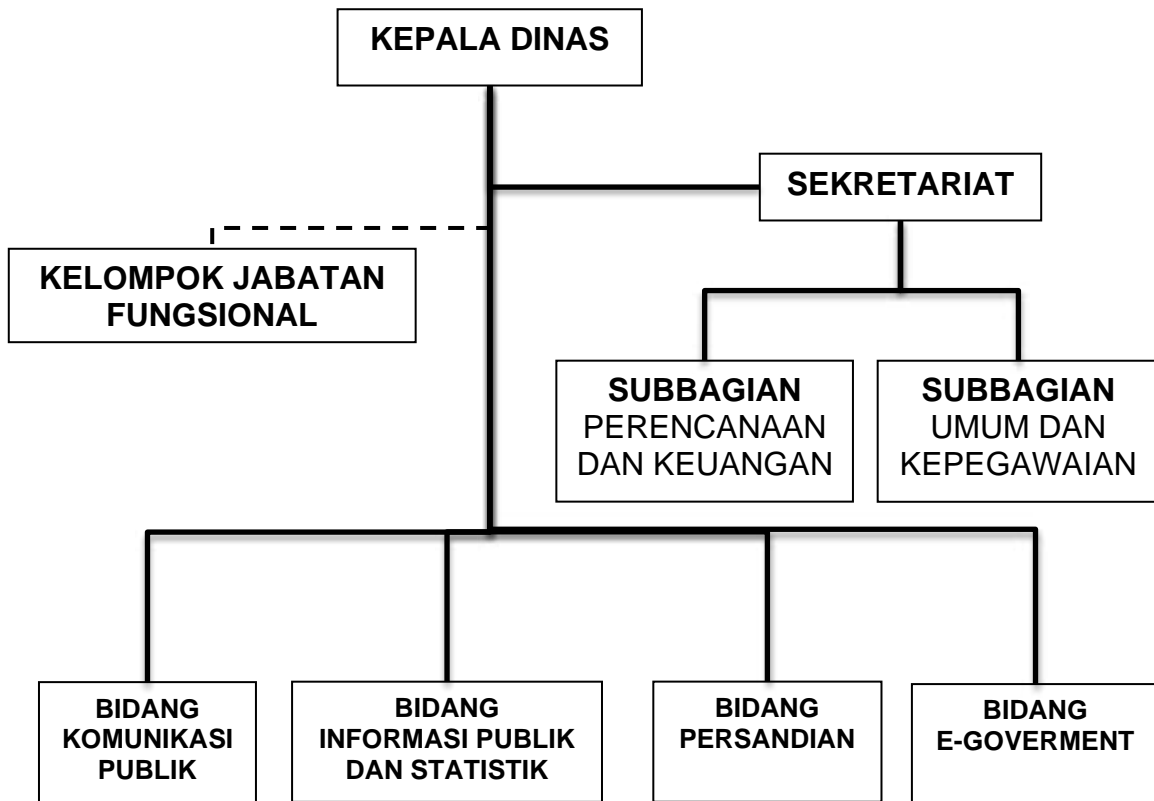 KEPALA DINAS
SEKRETARIAT
KELOMPOK JABATAN
FUNGSIONAL
SUBBAGIAN
PERENCANAAN
DAN KEUANGAN
SUBBAGIAN
UMUM DAN
KEPEGAWAIAN
BIDANG
KOMUNIKASI
PUBLIK
BIDANG
INFORMASI PUBLIK
DAN STATISTIK
BIDANG
PERSANDIAN
BIDANG
E-GOVERMENT